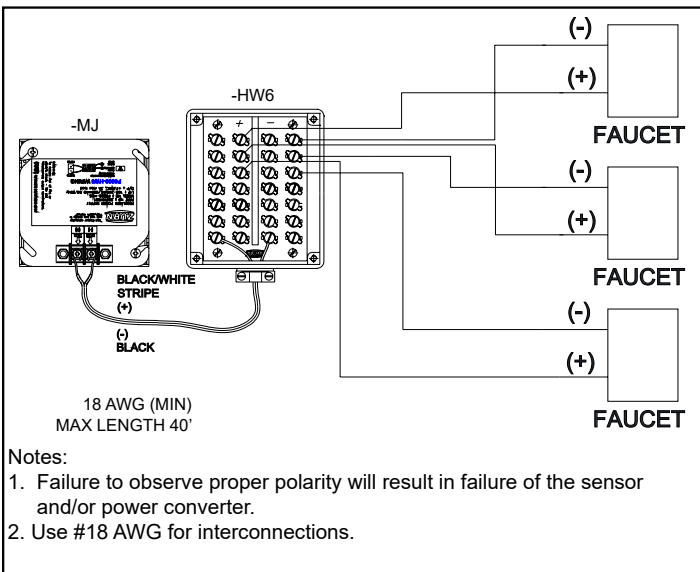 (-)
(+)
FAUCET
-HW6
-MJ
+ –
(-)
(+)
FAUCET
BLACK/WHITE
STRIPE
(+)
(-)
BLACK
(-)
(+)
FAUCET
18 AWG (MIN)
MAX LENGTH 40’
Notes:
1. Failure to observe proper polarity will result in failure of the sensor
and/or power converter.
2. Use #18 AWG for interconnections.